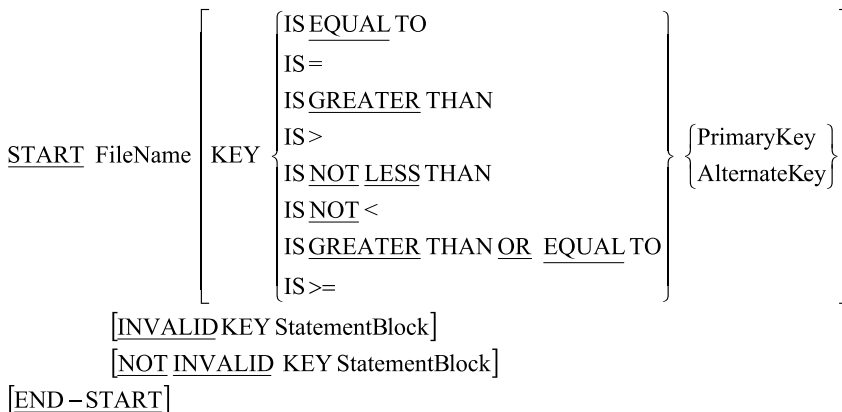 IS EQUAL TO
IS =
IS GREATER THAN
IS >
START FileName [ KEY { IS NOT LESS THAN } { PrimaryKey AlternateKey } ]
IS NOT <
IS GREATER THAN OR EQUAL TO
IS >=
[INVALID KEY StatementBlock]
[NOT INVALID KEY StatementBlock]
[END – START]